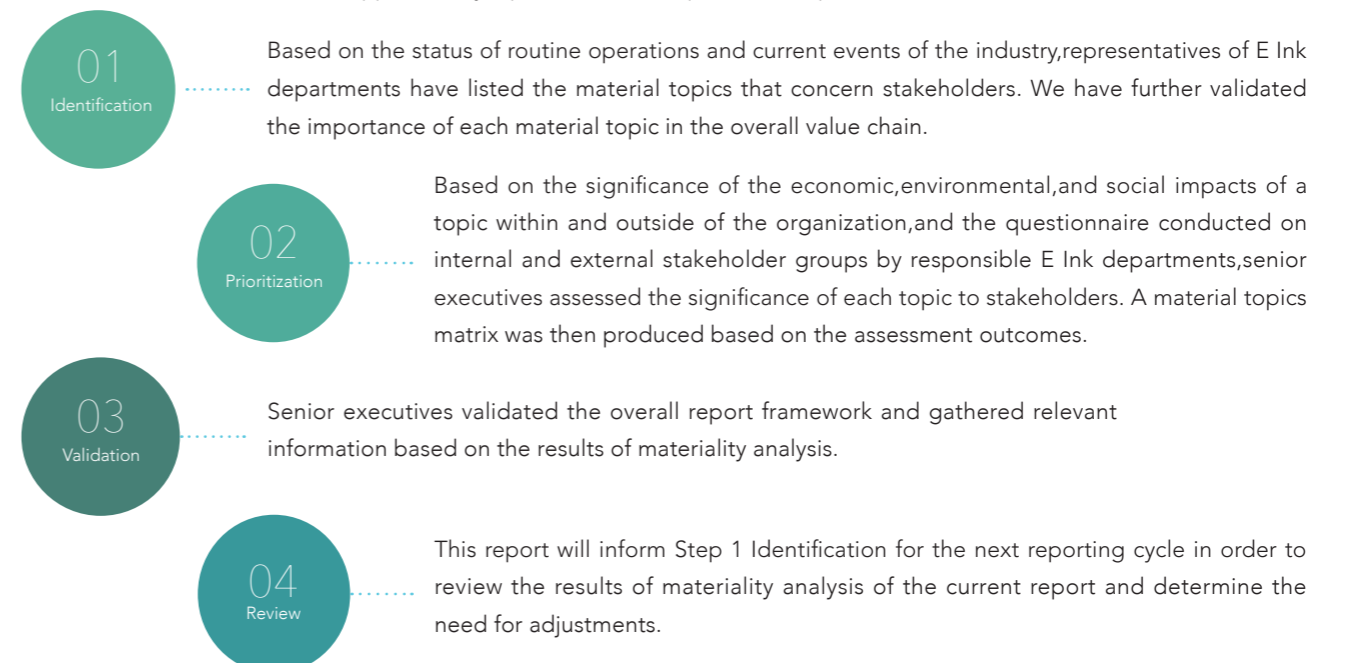 01
Identification
Based on the status of routine operations and current events of the industry,representatives of E Ink
departments have listed the material topics that concern stakeholders. We have further validated
the importance of each material topic in the overall value chain.
02
Prioritization
Based on the significance of the economic,environmental,and social impacts of a
topic within and outside of the organization,and the questionnaire conducted on
internal and external stakeholder groups by responsible E Ink departments,senior
executives assessed the significance of each topic to stakeholders. A material topics
matrix was then produced based on the assessment outcomes.
03
Validation
Senior executives validated the overall report framework and gathered relevant
information based on the results of materiality analysis.
04
Review
This report will inform Step 1 Identification for the next reporting cycle in order to
review the results of materiality analysis of the current report and determine the
need for adjustments.